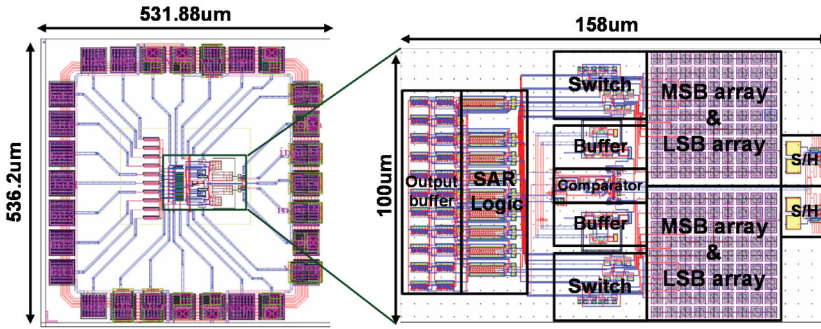 531.88um
536.2um
158um
100um
Output
buffer
SAR
Logic
Switch
Buffer
Comparator
Buffer
Switch
MSB array
&
LSB array
MSB array
&
LSB array
S/H
S/H